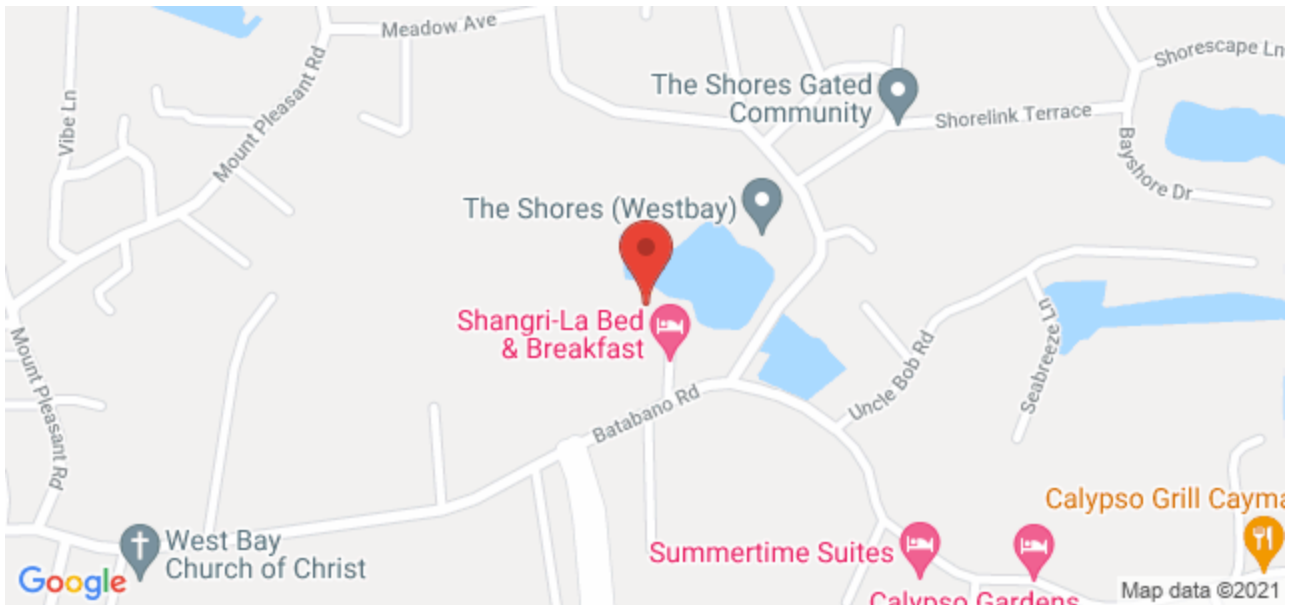 Meadow Ave
Shorescape Ln
The Shores Gated
Community
Shorelink Terrace
Vibe Ln
Mount Pleasant Rd
Bayshore Dr
The Shores (Westbay)
Shangri-La Bed
& Breakfast
Seabreeze Ln
Uncle Bob Rd
Mount Pleasant Rd
Batabano Rd
Calypso Grill Cayma
West Bay
Church of Christ
Summertime Suites
Calypso Gardens
Google
Map data ©2021